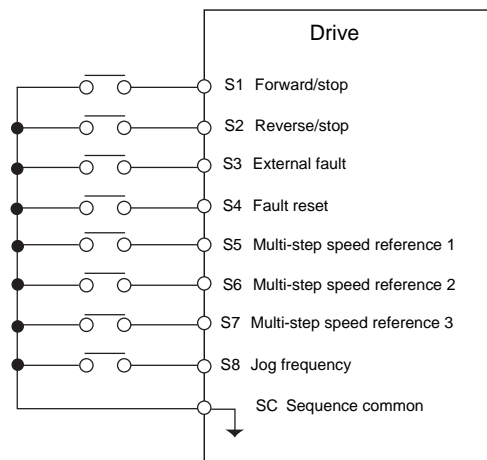 Drive
S1 Forward/stop
S2 Reverse/stop
S3 External fault
S4 Fault reset
S5 Multi-step speed reference 1
S6 Multi-step speed reference 2
S7 Multi-step speed reference 3
S8 Jog frequency
SC Sequence common